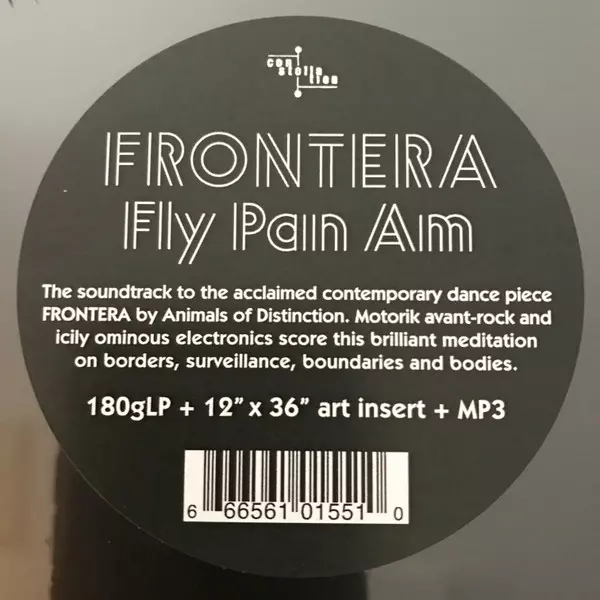 con
stella
tion
FRONTERA
Fly Pan Am
The soundtrack to the acclaimed contemporary dance piece
FRONTERA by Animals of Distinction. Motorik avant-rock and
icily ominous electronics score this brilliant meditation
on borders, surveillance, boundaries and bodies.
180gLP + 12” x 36” art insert + MP3
6 66561 01551 0